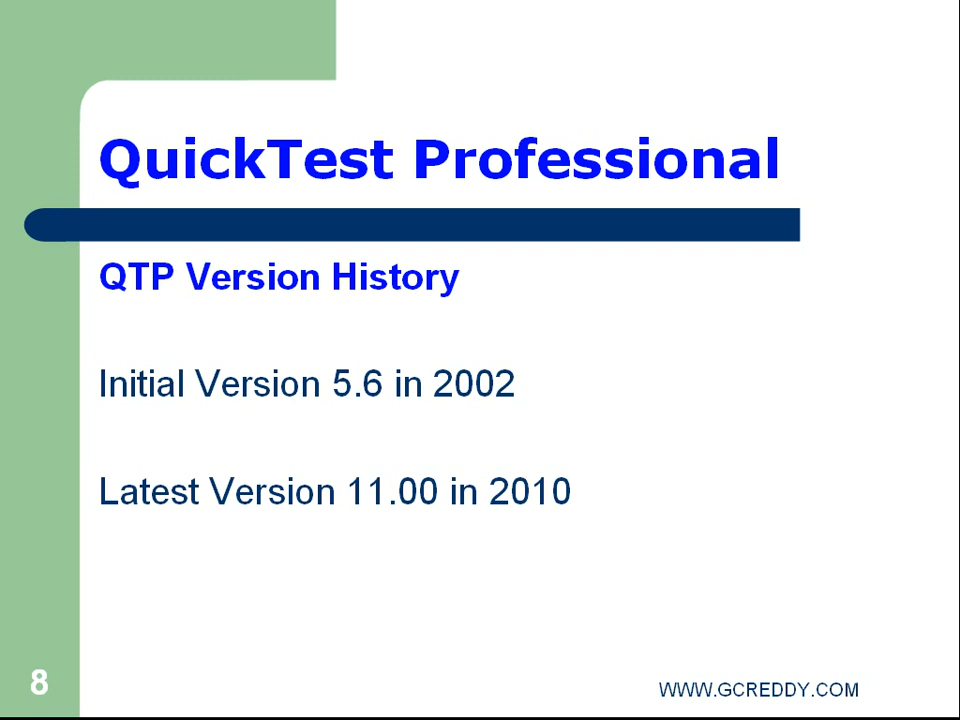 QuickTest Professional
QTP Version History
Initial Version 5.6 in 2002
Latest Version 11.00 in 2010
8
WWW.GCREDDY.COM